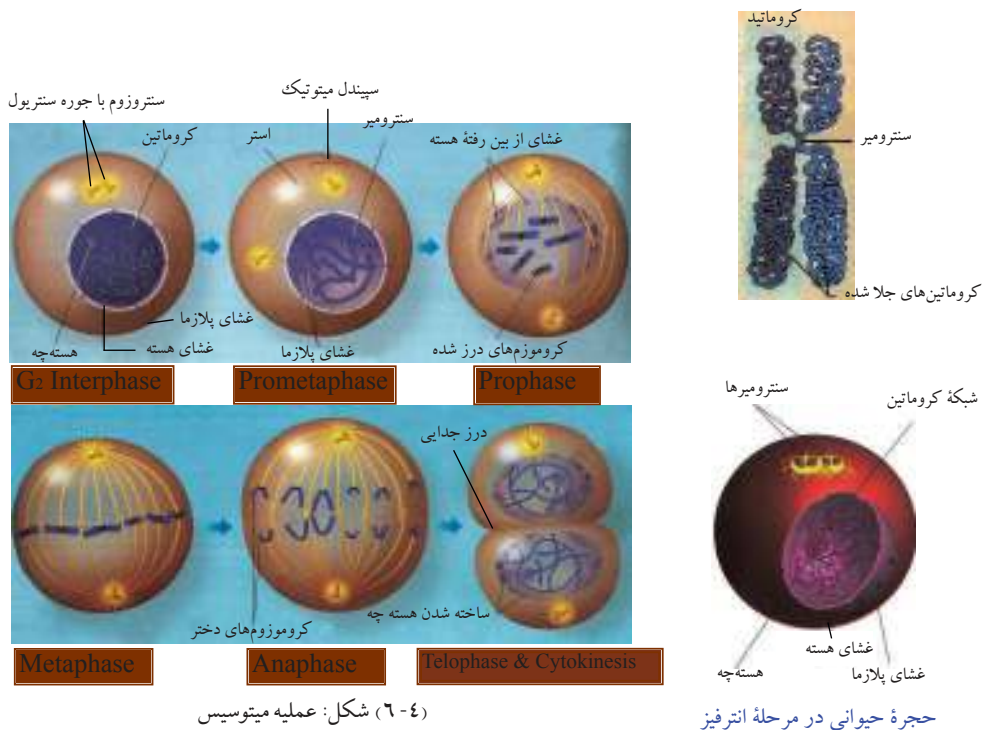 کروماتید
سنترومیر
کروماتین‌های جلا شده
سنتروزوم با جوره سنتریول
کروماتین
غشای پلازما
غشای هسته
هسته‌چه
G2 Interphase
سپیندل میتوتیک
استر
سنترومیر
غشای پلازما
Prometaphase
غشای از بین رفتهٔ هسته
کروموزم‌های درز شده
Prophase
Metaphase
کروموزوم‌های دختر
Anaphase
درز جدایی
ساخته شدن هسته چه
Telophase & Cytokinesis
(٤-٦) شکل: عملیه میتوسیس
سنترومیرها
شبکهٔ کروماتین
غشای هسته
هسته‌چه
غشای پلازما
حجرهٔ حیوانی در مرحلهٔ انترفیز